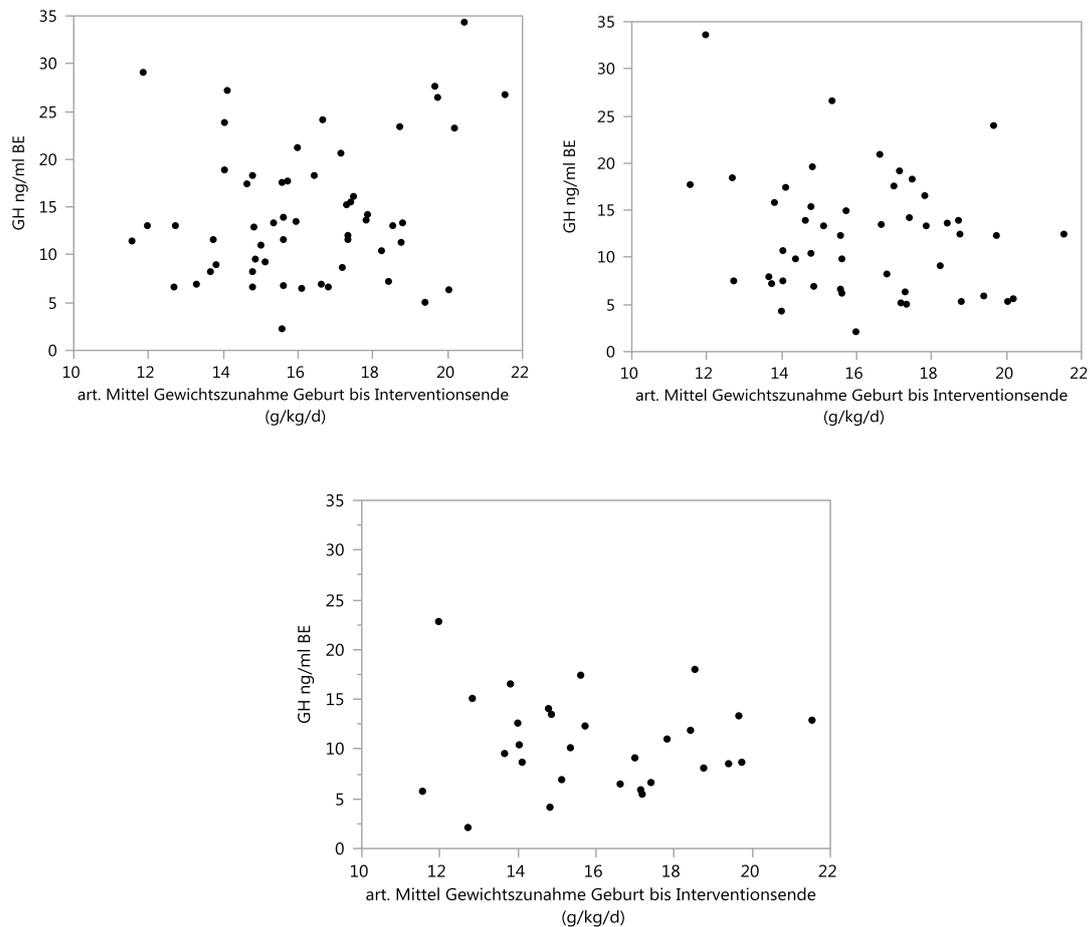 35
30
25
20
15
10
5
0
GH ng/ml BE
10 12 14 16 18 20 22
art. Mittel Gewichtszunahme Geburt bis Interventionsende
(g/kg/d)
35
30
25
20
15
10
5
0
GH ng/ml BE
10 12 14 16 18 20 22
art. Mittel Gewichtszunahme Geburt bis Interventionsende
(g/kg/d)
35
30
25
20
15
10
5
0
GH ng/ml BE
10 12 14 16 18 20 22
art. Mittel Gewichtszunahme Geburt bis Interventionsende
(g/kg/d)